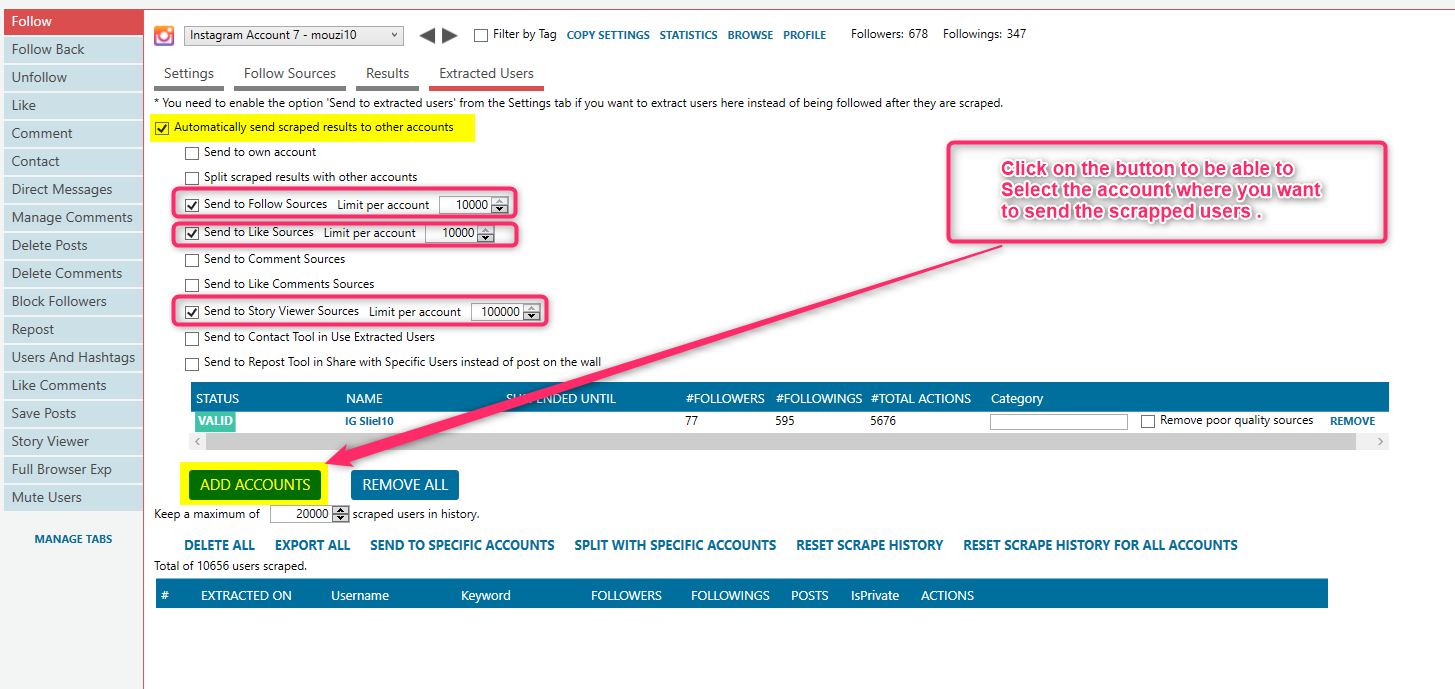 Follow
Follow Back
Unfollow
Like
Comment
Contact
Direct Messages
Manage Comments
Delete Posts
Delete Comments
Block Followers
Repost
Users And Hashtags
Like Comments
Save Posts
Story Viewer
Full Browser Exp
Mute Users
MANAGE TABS
Instagram Account 7 - mouzi10
Filter by Tag COPY SETTINGS STATISTICS BROWSE PROFILE Followers: 678 Followings: 347
Settings Follow Sources Results Extracted Users
* You need to enable the option 'Send to extracted users' from the Settings tab if you want to extract users here instead of being followed after they are scraped.
Automatically send scraped results to other accounts
Send to own account
Split scraped results with other accounts
Send to Follow Sources Limit per account 10000
Send to Like Sources Limit per account 10000
Send to Comment Sources
Send to Like Comments Sources
Send to Story Viewer Sources Limit per account 100000
Send to Contact Tool in Use Extracted Users
Send to Repost Tool in Share with Specific Users instead of post on the wall
Click on the button to be able to
Select the account where you want
to send the scrapped users .
STATUS NAME SUSPENDED UNTIL #FOLLOWERS #FOLLOWINGS #TOTAL ACTIONS Category
VALID IG Sliel10 77 595 5676 Remove poor quality sources REMOVE
ADD ACCOUNTS REMOVE ALL
Keep a maximum of 20000 scraped users in history.
DELETE ALL EXPORT ALL SEND TO SPECIFIC ACCOUNTS SPLIT WITH SPECIFIC ACCOUNTS RESET SCRAPE HISTORY RESET SCRAPE HISTORY FOR ALL ACCOUNTS
Total of 10656 users scraped.
# EXTRACTED ON Username Keyword FOLLOWERS FOLLOWINGS POSTS IsPrivate ACTIONS